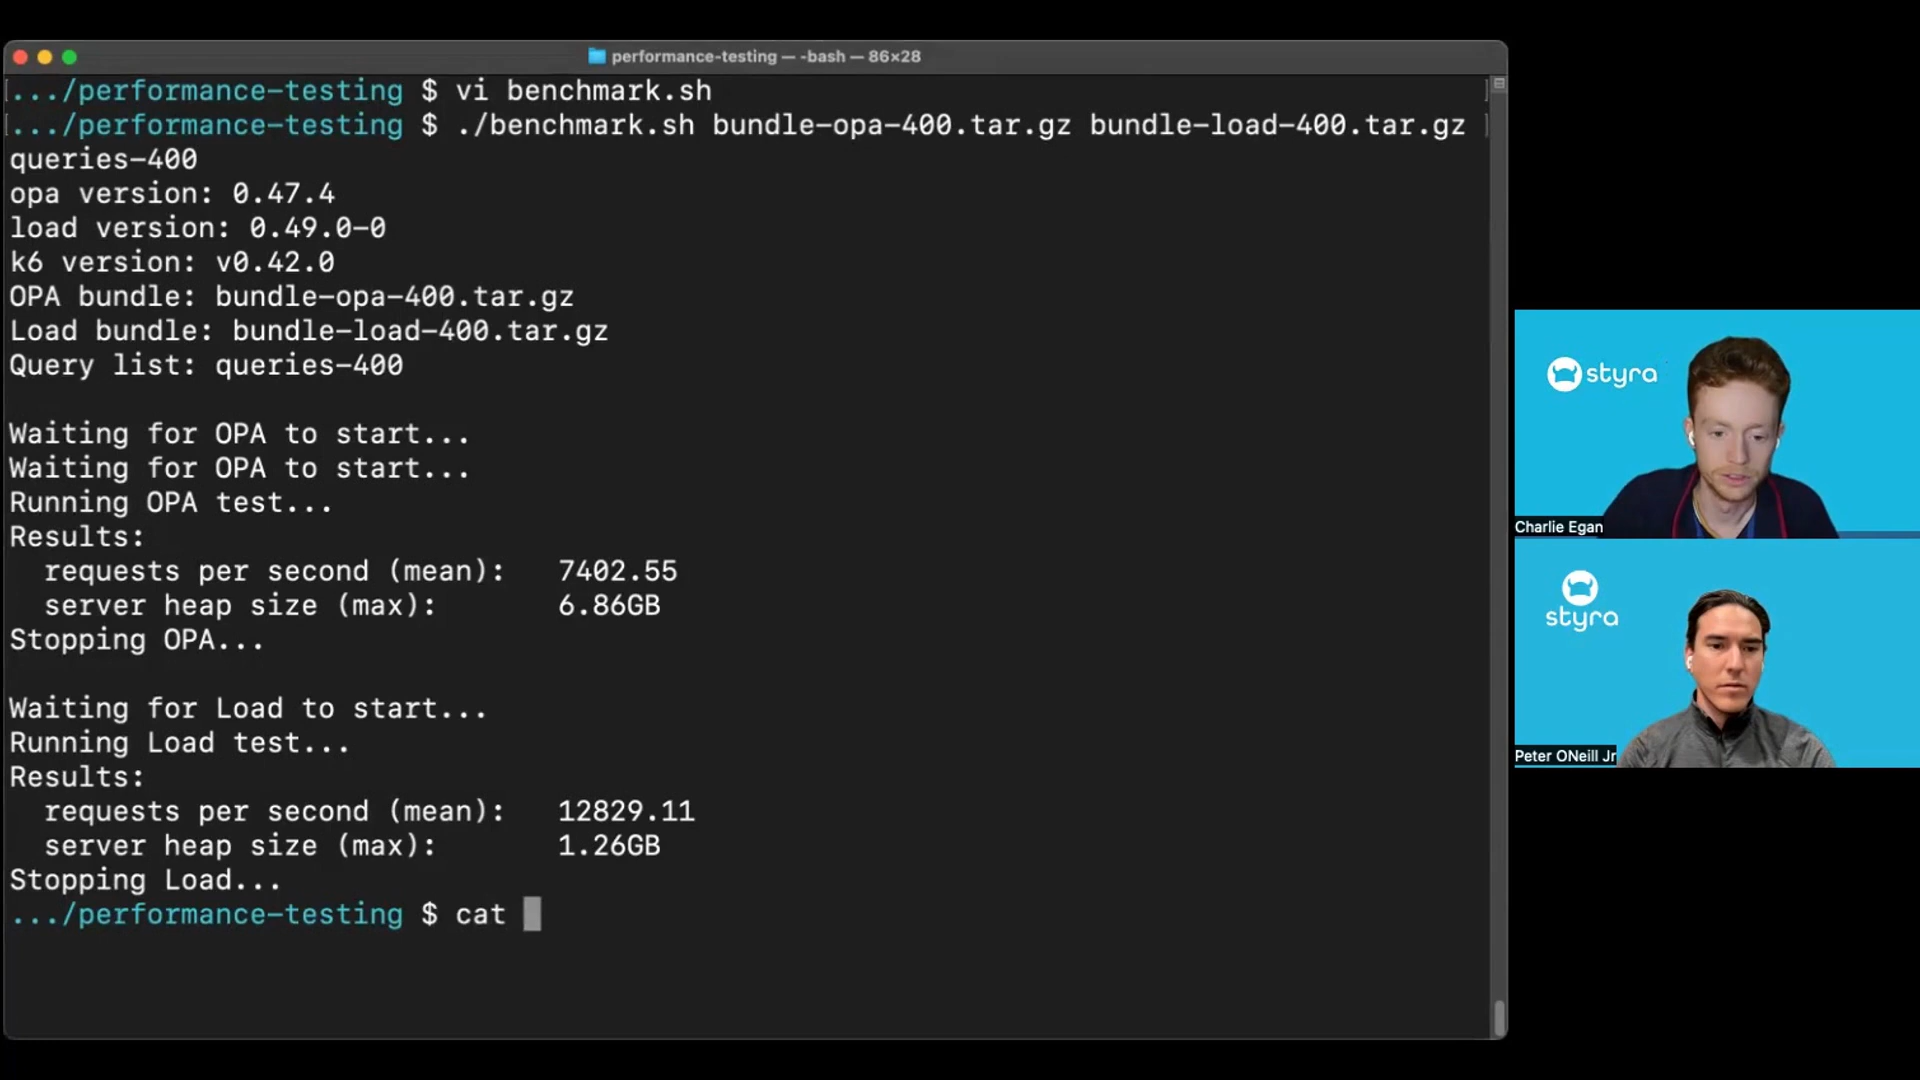 performance-testing — -bash — 86×28
.../performance-testing $ vi benchmark.sh
.../performance-testing $ ./benchmark.sh bundle-opa-400.tar.gz bundle-load-400.tar.gz
queries-400
opa version: 0.47.4
load version: 0.49.0-0
k6 version: v0.42.0
OPA bundle: bundle-opa-400.tar.gz
Load bundle: bundle-load-400.tar.gz
Query list: queries-400
Waiting for OPA to start...
Waiting for OPA to start...
Running OPA test...
Results:
requests per second (mean): 7402.55
server heap size (max): 6.86GB
Stopping OPA...
Waiting for Load to start...
Running Load test...
Results:
requests per second (mean): 12829.11
server heap size (max): 1.26GB
Stopping Load...
.../performance-testing $ cat
styra
Charlie Egan
styra
Peter ONeill Jr